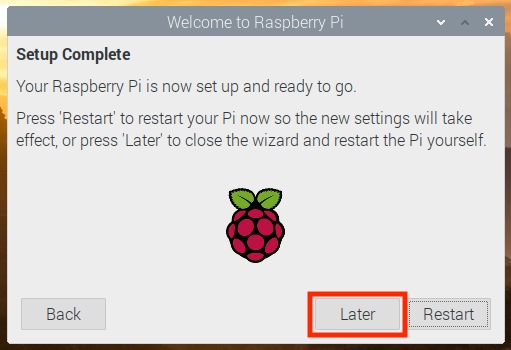 Welcome to Raspberry Pi
Setup Complete
Your Raspberry Pi is now set up and ready to go.
Press 'Restart' to restart your Pi now so the new settings will take
effect, or press 'Later' to close the wizard and restart the Pi yourself.
Back Later Restart